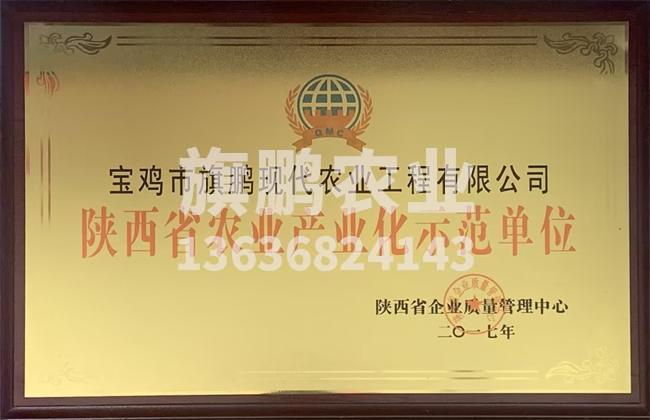 QMC
宝鸡市旗鹏现代农业工程有限公司
旗鹏农业
陕西省农业产业化示范单位
13636824143
陕西省企业质量管理中心
二〇一七年